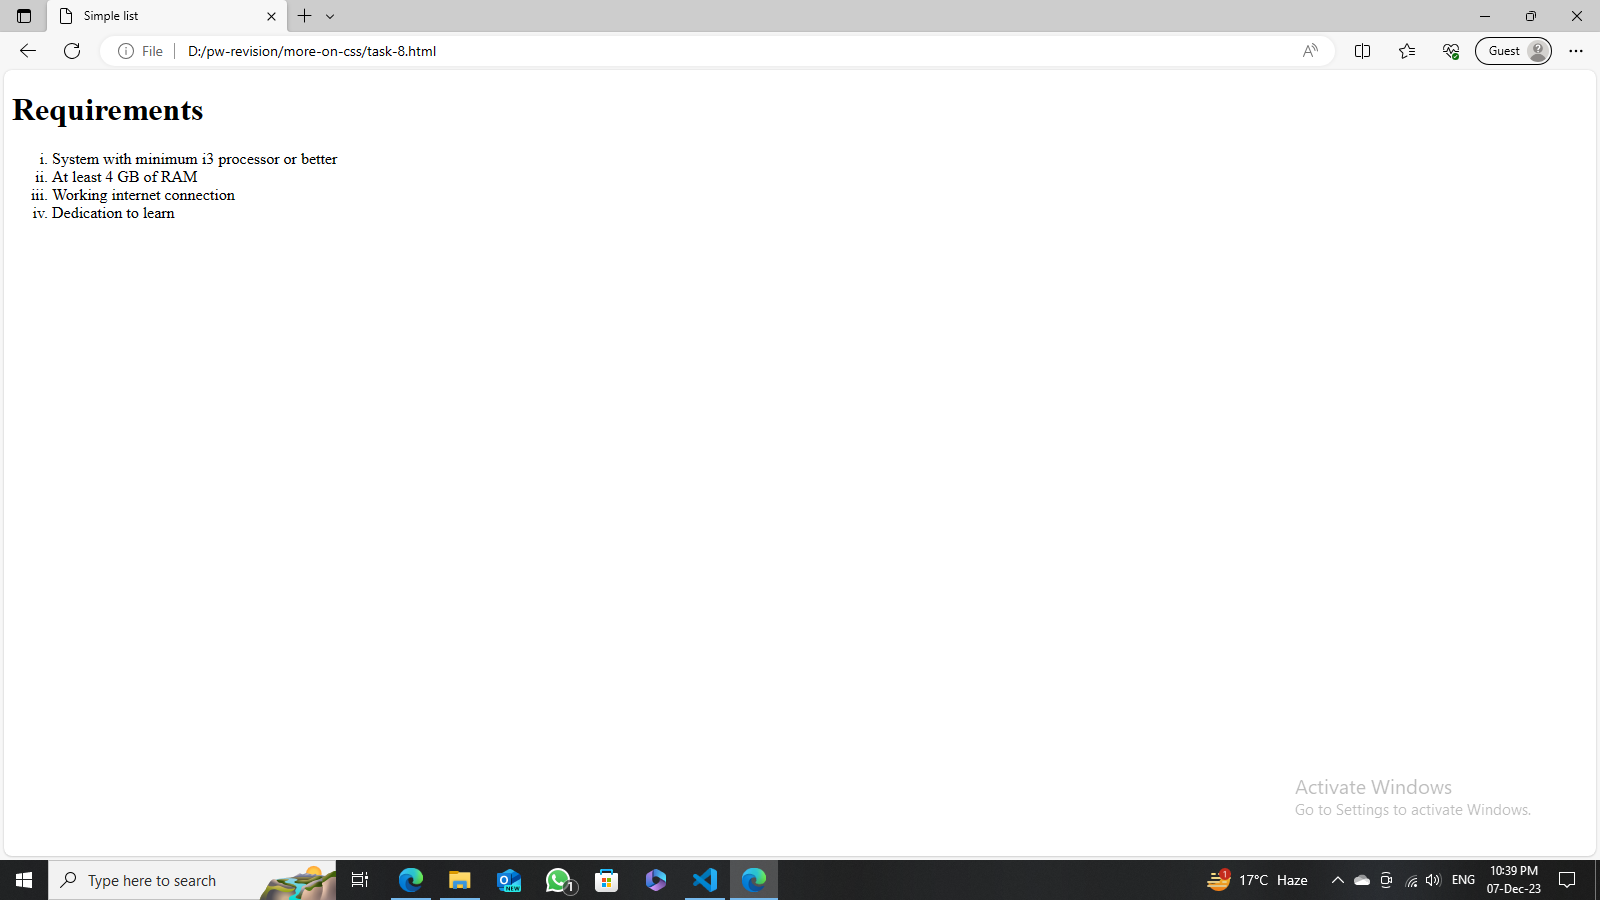 Simple list
File
D:/pw-revision/more-on-css/task-8.html
Guest
Requirements
i. System with minimum i3 processor or better
ii. At least 4 GB of RAM
iii. Working internet connection
iv. Dedication to learn
Activate Windows
Go to Settings to activate Windows.
Type here to search
NEW
1
1
17°C Haze
ENG
10:39 PM
07-Dec-23